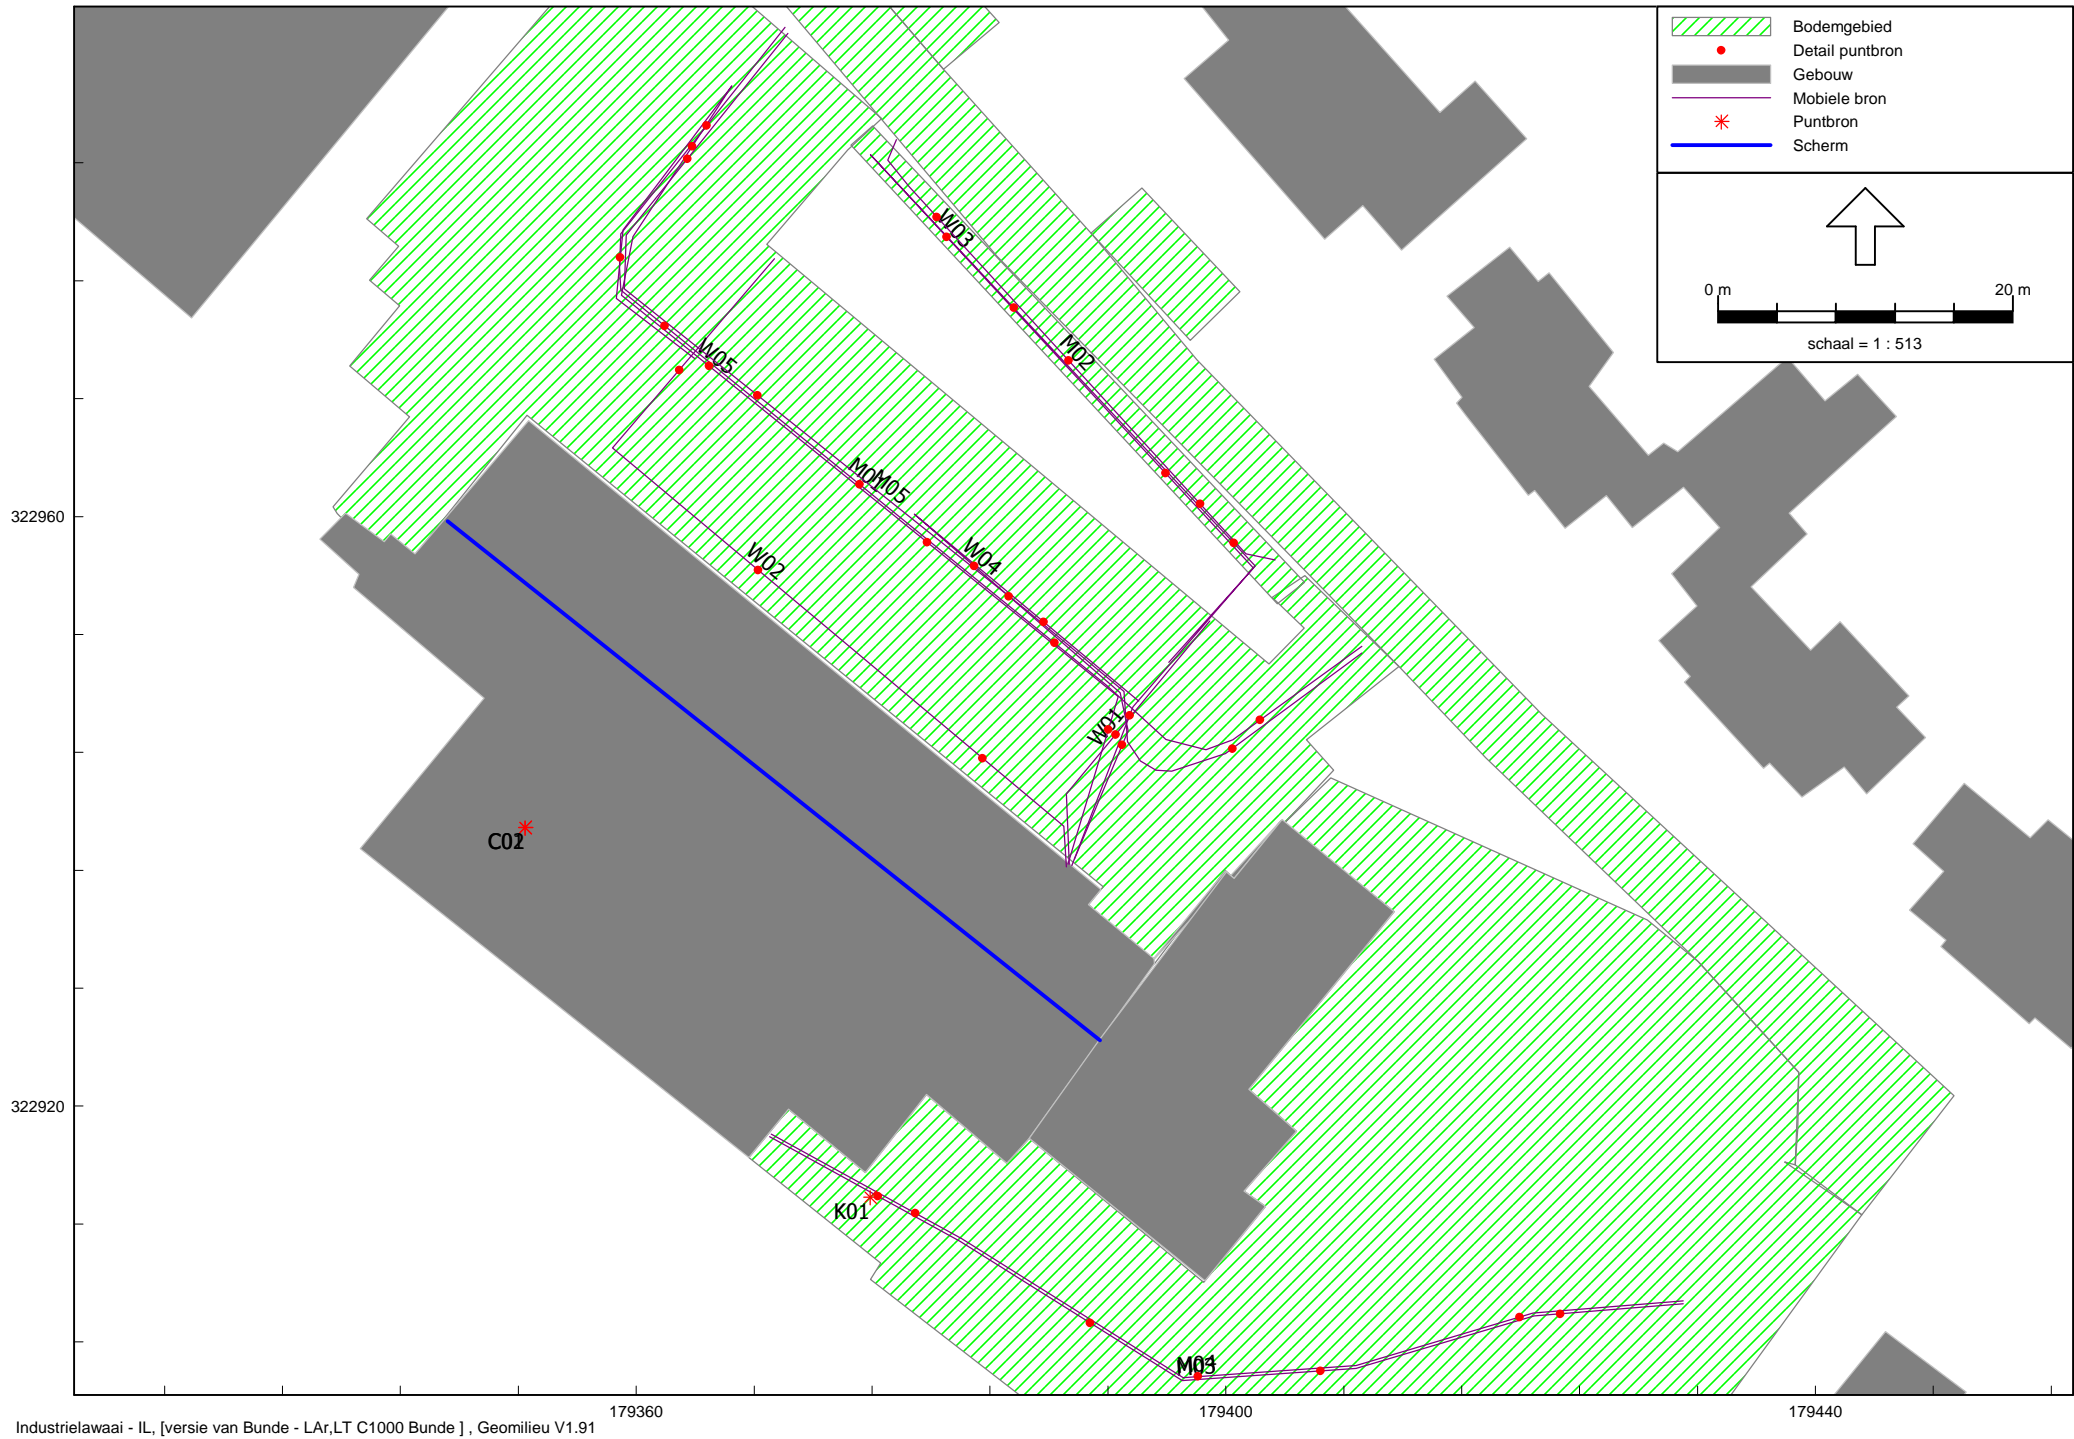 Bodemgebied
Detail puntbron
Gebouw
Mobiele bron
Puntbron
Scherm
0 m 20 m
schaal = 1 : 513
W03
M02
W05
M05
322960
W04
W02
W01
322920
K01
179360 179400 179440
Industrielawaai - IL, [versie van Bunde - LAr,LT C1000 Bunde ] , Geomilieu V1.91